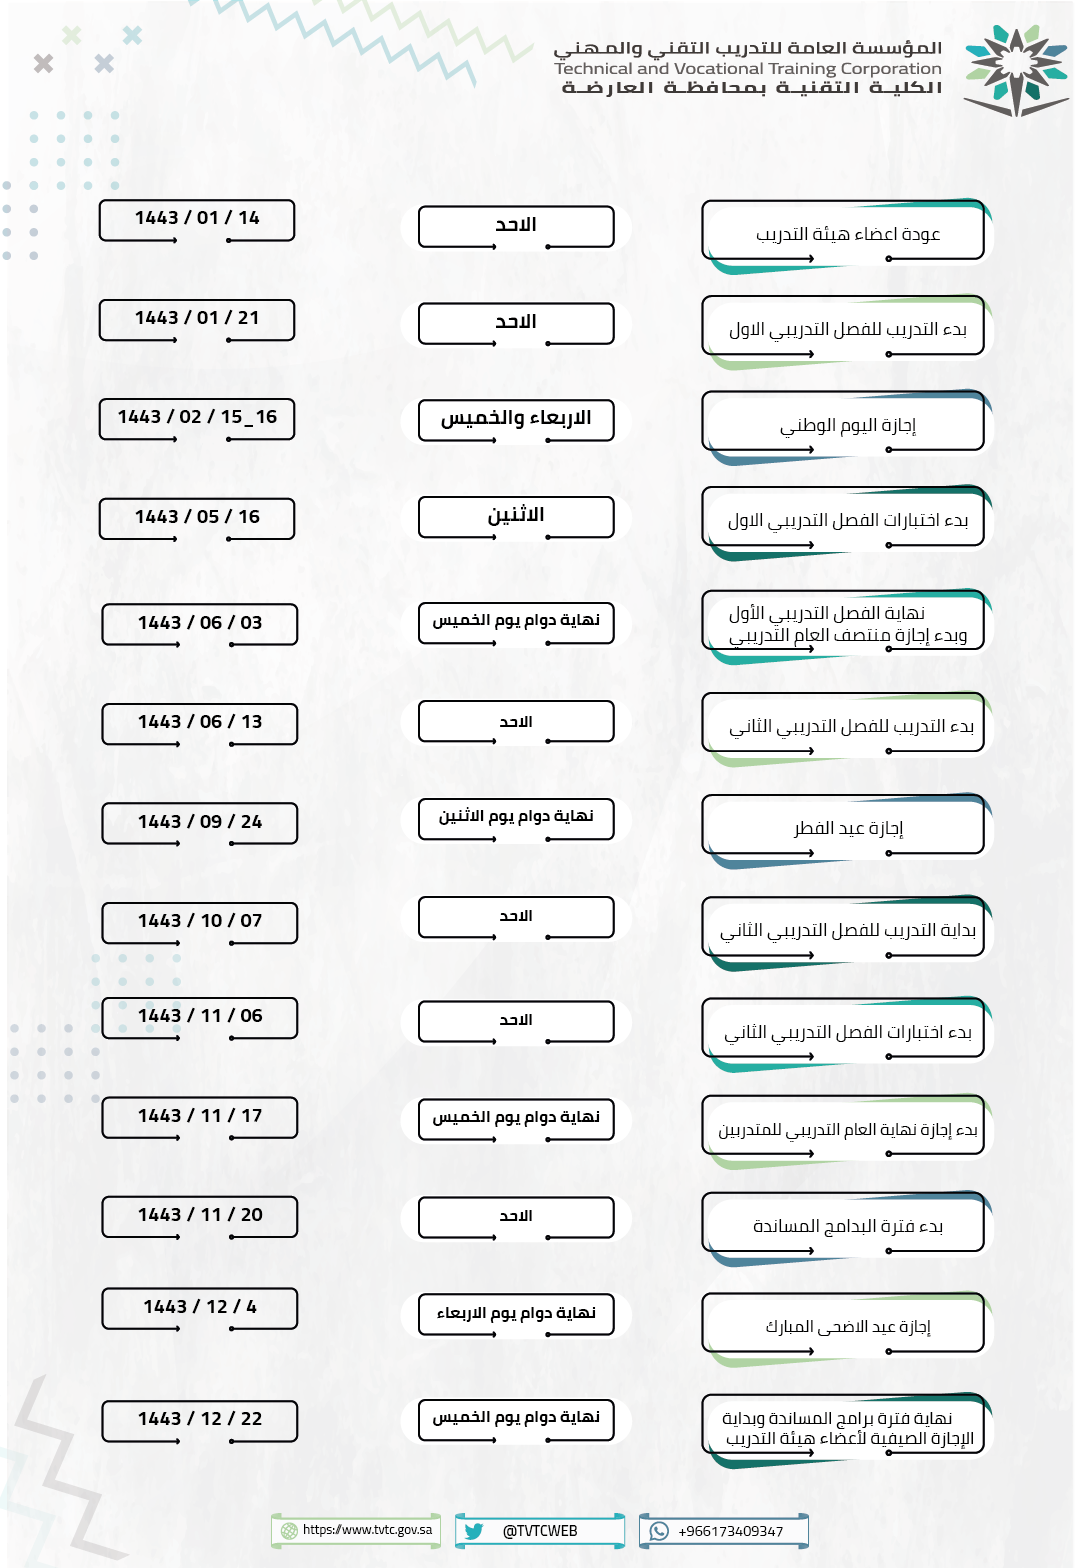 المؤسسة العامة للتدريب التقني والمهني
Technical and Vocational Training Corporation
الكليـة التقنيـة بمحافظـة العارضـة
عودة اعضاء هيئة التدريب
الاحد
1443 / 01 / 14
بدء التدريب للفصل التدريبي الاول
الاحد
1443 / 01 / 21
إجازة اليوم الوطني
الاربعاء والخميس
1443 / 02 / 15_16
بدء اختبارات الفصل التدريبي الاول
الاثنين
1443 / 05 / 16
نهاية الفصل التدريبي الأول
وبدء إجازة منتصف العام التدريبي
نهاية دوام يوم الخميس
1443 / 06 / 03
بدء التدريب للفصل التدريبي الثاني
الاحد
1443 / 06 / 13
إجازة عيد الفطر
نهاية دوام يوم الاثنين
1443 / 09 / 24
بداية التدريب للفصل التدريبي الثاني
الاحد
1443 / 10 / 07
بدء اختبارات الفصل التدريبي الثاني
الاحد
1443 / 11 / 06
بدء إجازة نهاية العام التدريبي للمتدربين
نهاية دوام يوم الخميس
1443 / 11 / 17
بدء فترة البدامج المساندة
الاحد
1443 / 11 / 20
إجازة عيد الاضحى المبارك
نهاية دوام يوم الاربعاء
1443 / 12 / 4
نهاية فترة برامج المساندة وبداية
الإجازة الصيفية لأعضاء هيئة التدريب
نهاية دوام يوم الخميس
1443 / 12 / 22
https://www.tvtc.gov.sa
@TVTCWEB
+966173409347